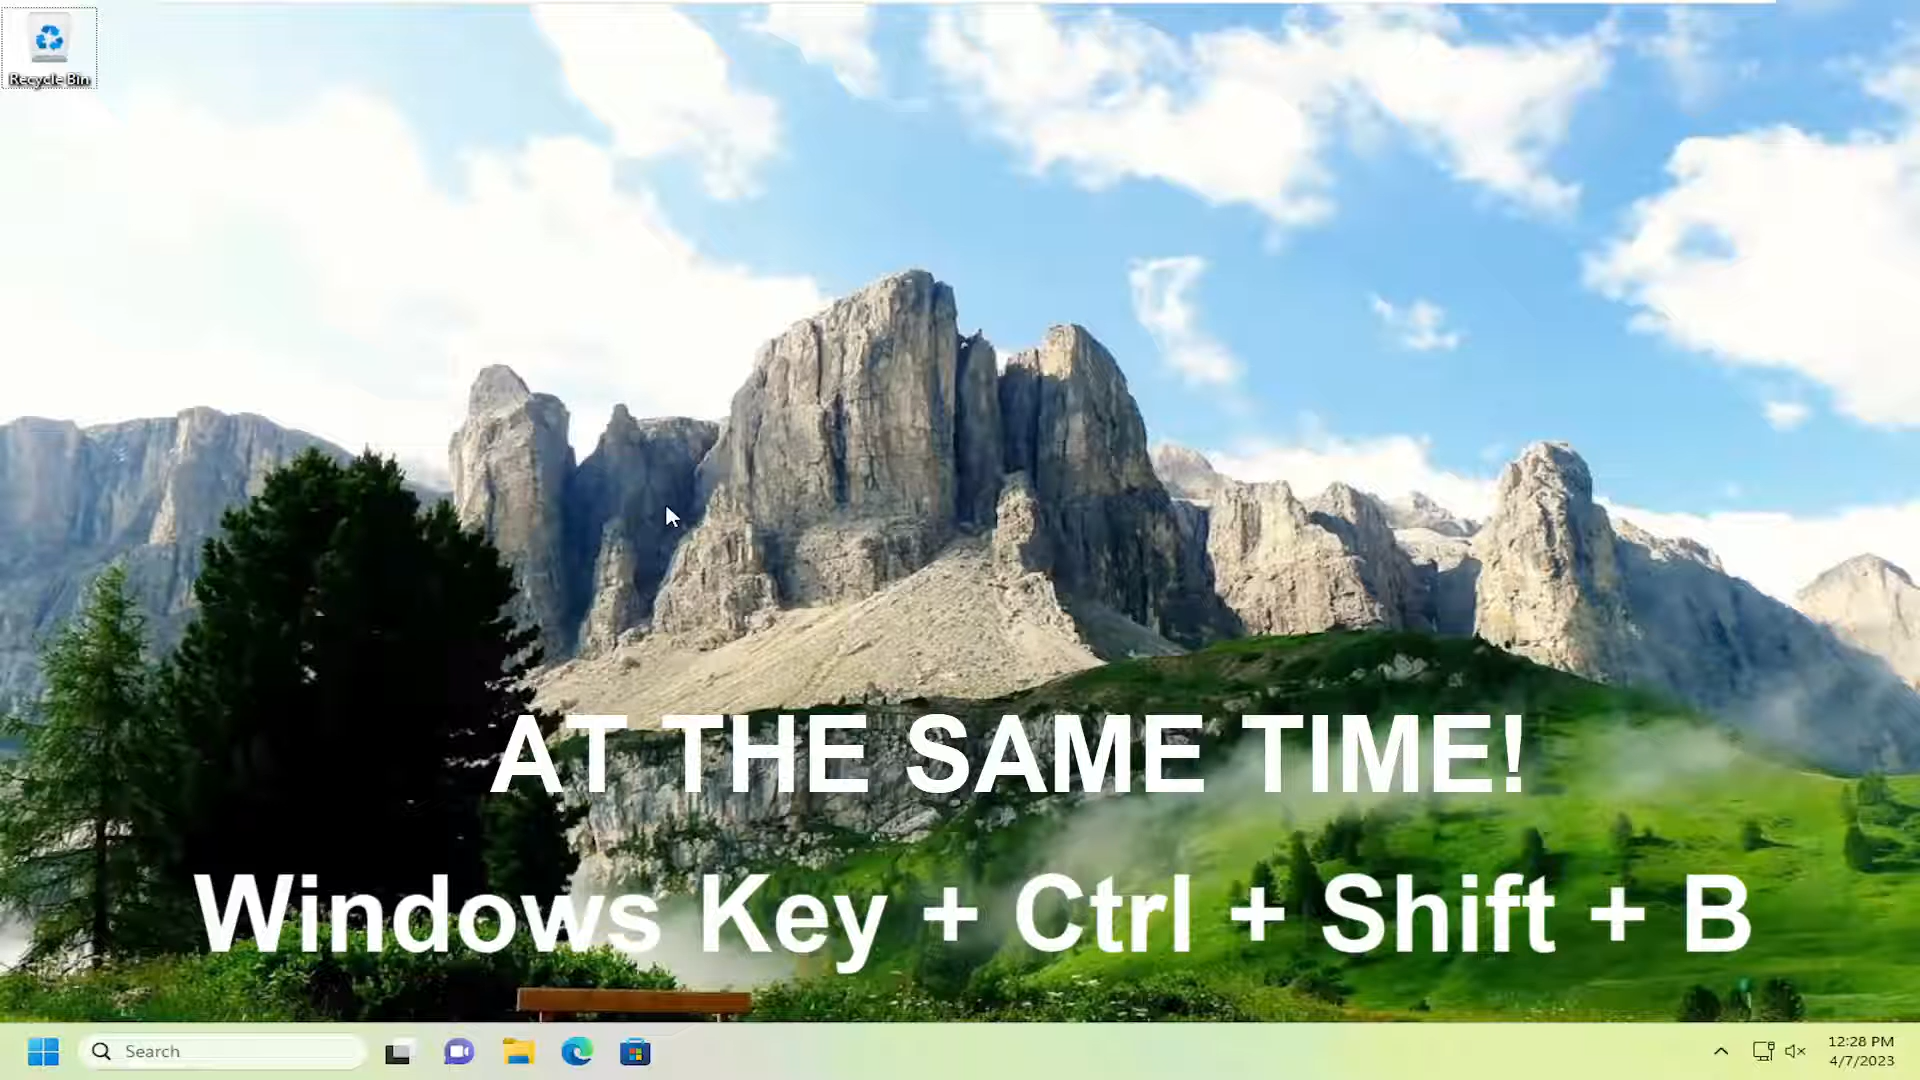 Recycle Bin
AT THE SAME TIME!
Windows Key + Ctrl + Shift + B
Search
12:28 PM
4/7/2023